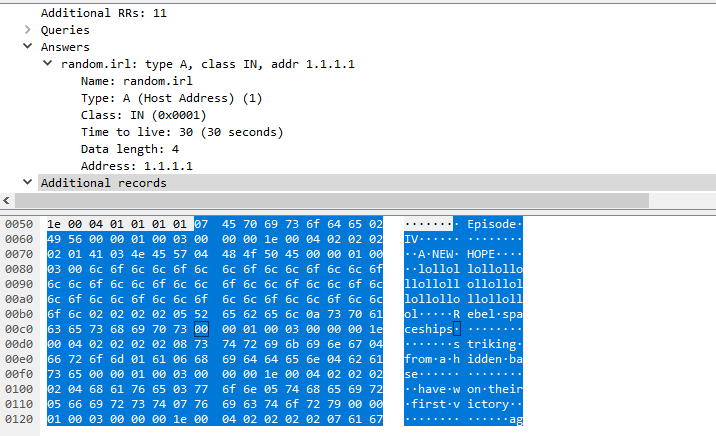 Additional RRs: 11
Queries
Answers
random.irl: type A, class IN, addr 1.1.1.1
Name: random.irl
Type: A (Host Address) (1)
Class: IN (0x0001)
Time to live: 30 (30 seconds)
Data length: 4
Address: 1.1.1.1
Additional records
0050 1e 00 04 01 01 01 01 07 45 70 69 73 6f 64 65 02 ········ Episode·
0060 49 56 00 00 01 00 03 00 00 00 1e 00 04 02 02 02 IV······ ········
0070 02 01 41 03 4e 45 57 04 48 4f 50 45 00 00 01 00 ··A·NEW· HOPE····
0080 03 00 6c 6f 6c 6c 6f 6c 6c 6f 6c 6c 6f 6c 6c 6f ··lollol lollollo
0090 6c 6c 6f 6c 6c 6f 6c 6c 6f 6c 6c 6f 6c 6c 6f 6c llolloll ollollol
00a0 6c 6f 6c 6c 6f 6c 6c 6f 6c 6c 6f 6c 6c 6f 6c 6c lollollo llolloll
00b0 6f 6c 02 02 02 02 05 52 65 62 65 6c 0a 73 70 61 ol·····R ebel·spa
00c0 63 65 73 68 69 70 73 00 00 01 00 03 00 00 00 1e ceships· ········
00d0 00 04 02 02 02 02 08 73 74 72 69 6b 69 6e 67 04 ·······s triking·
00e0 66 72 6f 6d 01 61 06 68 69 64 64 65 6e 04 62 61 from·a·h idden·ba
00f0 73 65 00 00 01 00 03 00 00 00 1e 00 04 02 02 02 se······ ········
0100 02 04 68 61 76 65 03 77 6f 6e 05 74 68 65 69 72 ··have·w on·their
0110 05 66 69 72 73 74 07 76 69 63 74 6f 72 79 00 00 ·first·v ictory··
0120 01 00 03 00 00 00 1e 00 04 02 02 02 02 07 61 67 ········ ······ag